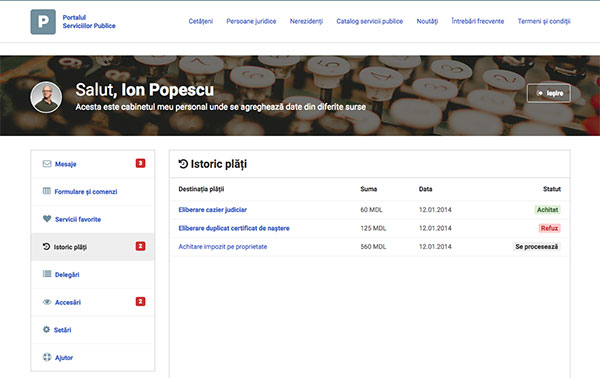 P
Portalul
Serviciilor Publice
Cetățeni Persoane juridice Nerezidenți Catalog servicii publice Noutăți Întrebări frecvente Termeni și condiții
Salut, Ion Popescu
Acesta este cabinetul meu personal unde se agreghează date din diferite surse
Ieșire
Mesaje 3
Formulare și comenzi
Servicii favorite
Istoric plăți 2
Delegări
Accesări 2
Setări
Ajutor
Istoric plăți
Destinația plății Suma Data Statut
Eliberare cazier judiciar 60 MDL 12.01.2014 Achitat
Eliberare duplicat certificat de naștere 125 MDL 12.01.2014 Refuz
Achitare impozit pe proprietate 560 MDL 12.01.2014 Se procesează